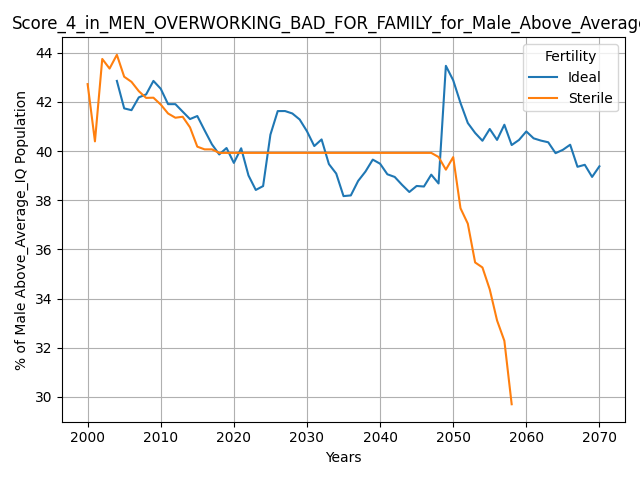 Score_4_in_MEN_OVERWORKING_BAD_FOR_FAMILY_for_Male_Above_Average
Fertility
Ideal
Sterile
% of Male Above_Average_IQ Population
44
42
40
38
36
34
32
30
2000
2010
2020
2030
2040
2050
2060
2070
Years